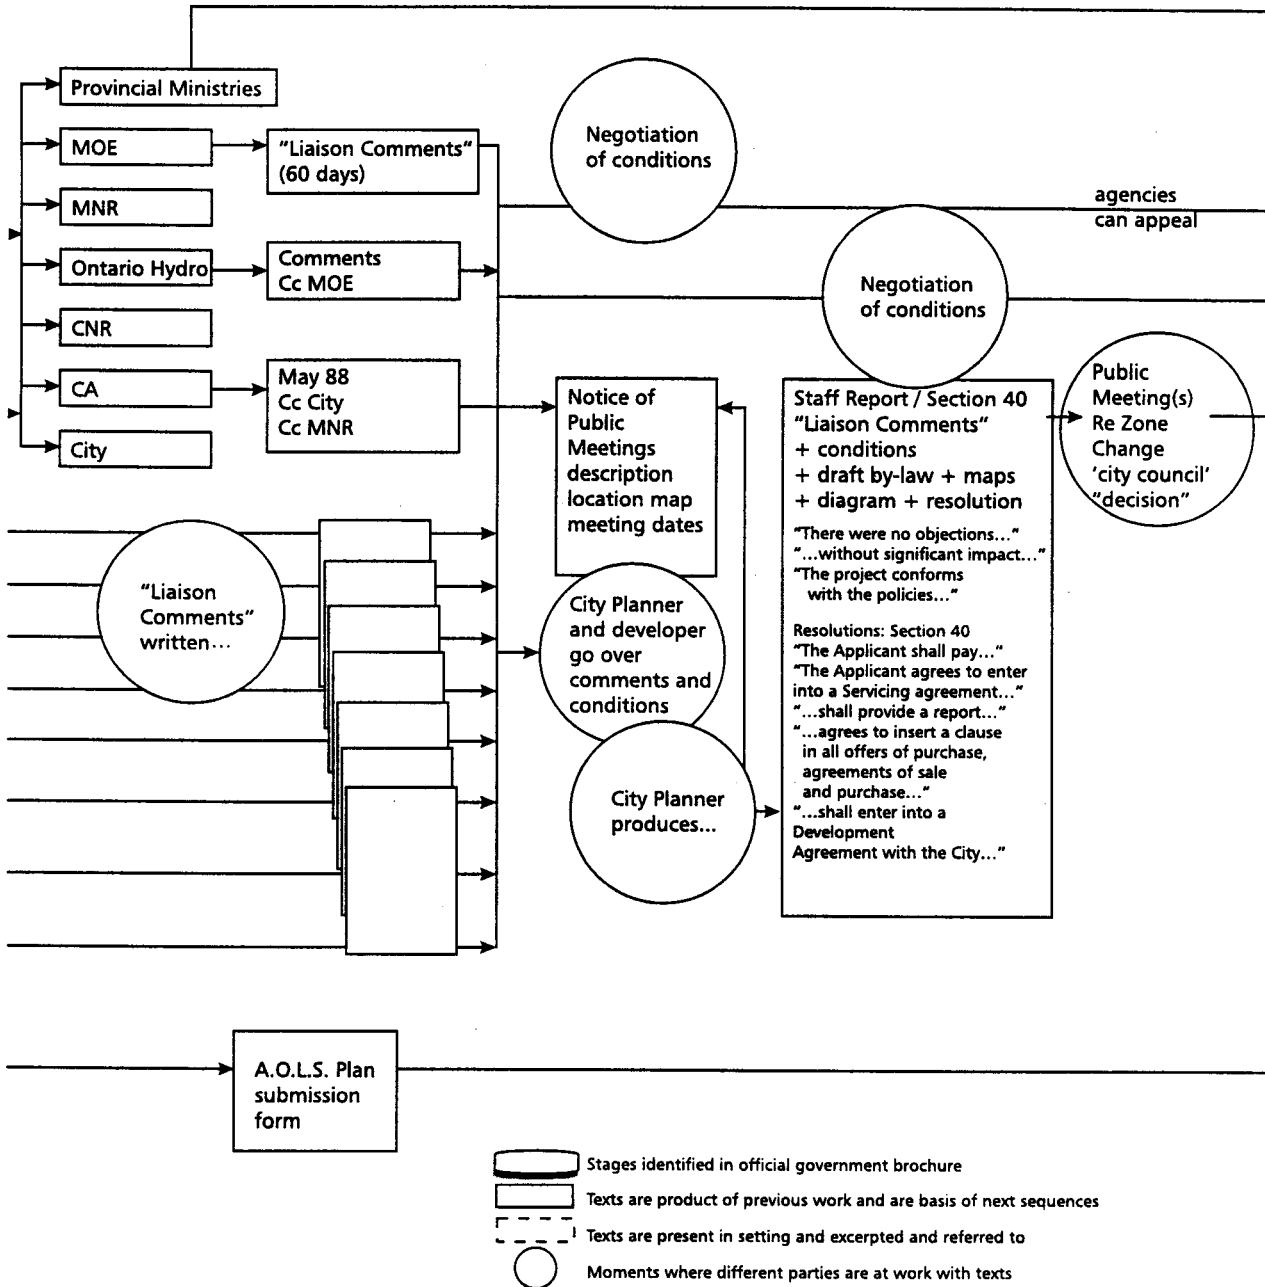 Provincial Ministries
MOE
"Liaison Comments"
(60 days)
MNR
Ontario Hydro
Comments
Cc MOE
CNR
CA
May 88
Cc City
Cc MNR
City
Negotiation
of conditions
agencies
can appeal
Negotiation
of conditions
Notice of
Public
Meetings
description
location map
meeting dates
Staff Report / Section 40
"Liaison Comments"
+ conditions
+ draft by-law + maps
+ diagram + resolution
"There were no objections…"
"…without significant impact…"
"The project conforms
with the policies…"
Resolutions: Section 40
"The Applicant shall pay…"
"The Applicant agrees to enter
into a Servicing agreement…"
"…shall provide a report…"
"…agrees to insert a clause
in all offers of purchase,
agreements of sale
and purchase…"
"…shall enter into a
Development
Agreement with the City…"
Public
Meeting(s)
Re Zone
Change
'city council'
"decision"
"Liaison
Comments"
written…
City Planner
and developer
go over
comments and
conditions
City Planner
produces…
A.O.L.S. Plan
submission
form
Stages identified in official government brochure
Texts are product of previous work and are basis of next sequences
Texts are present in setting and excerpted and referred to
Moments where different parties are at work with texts